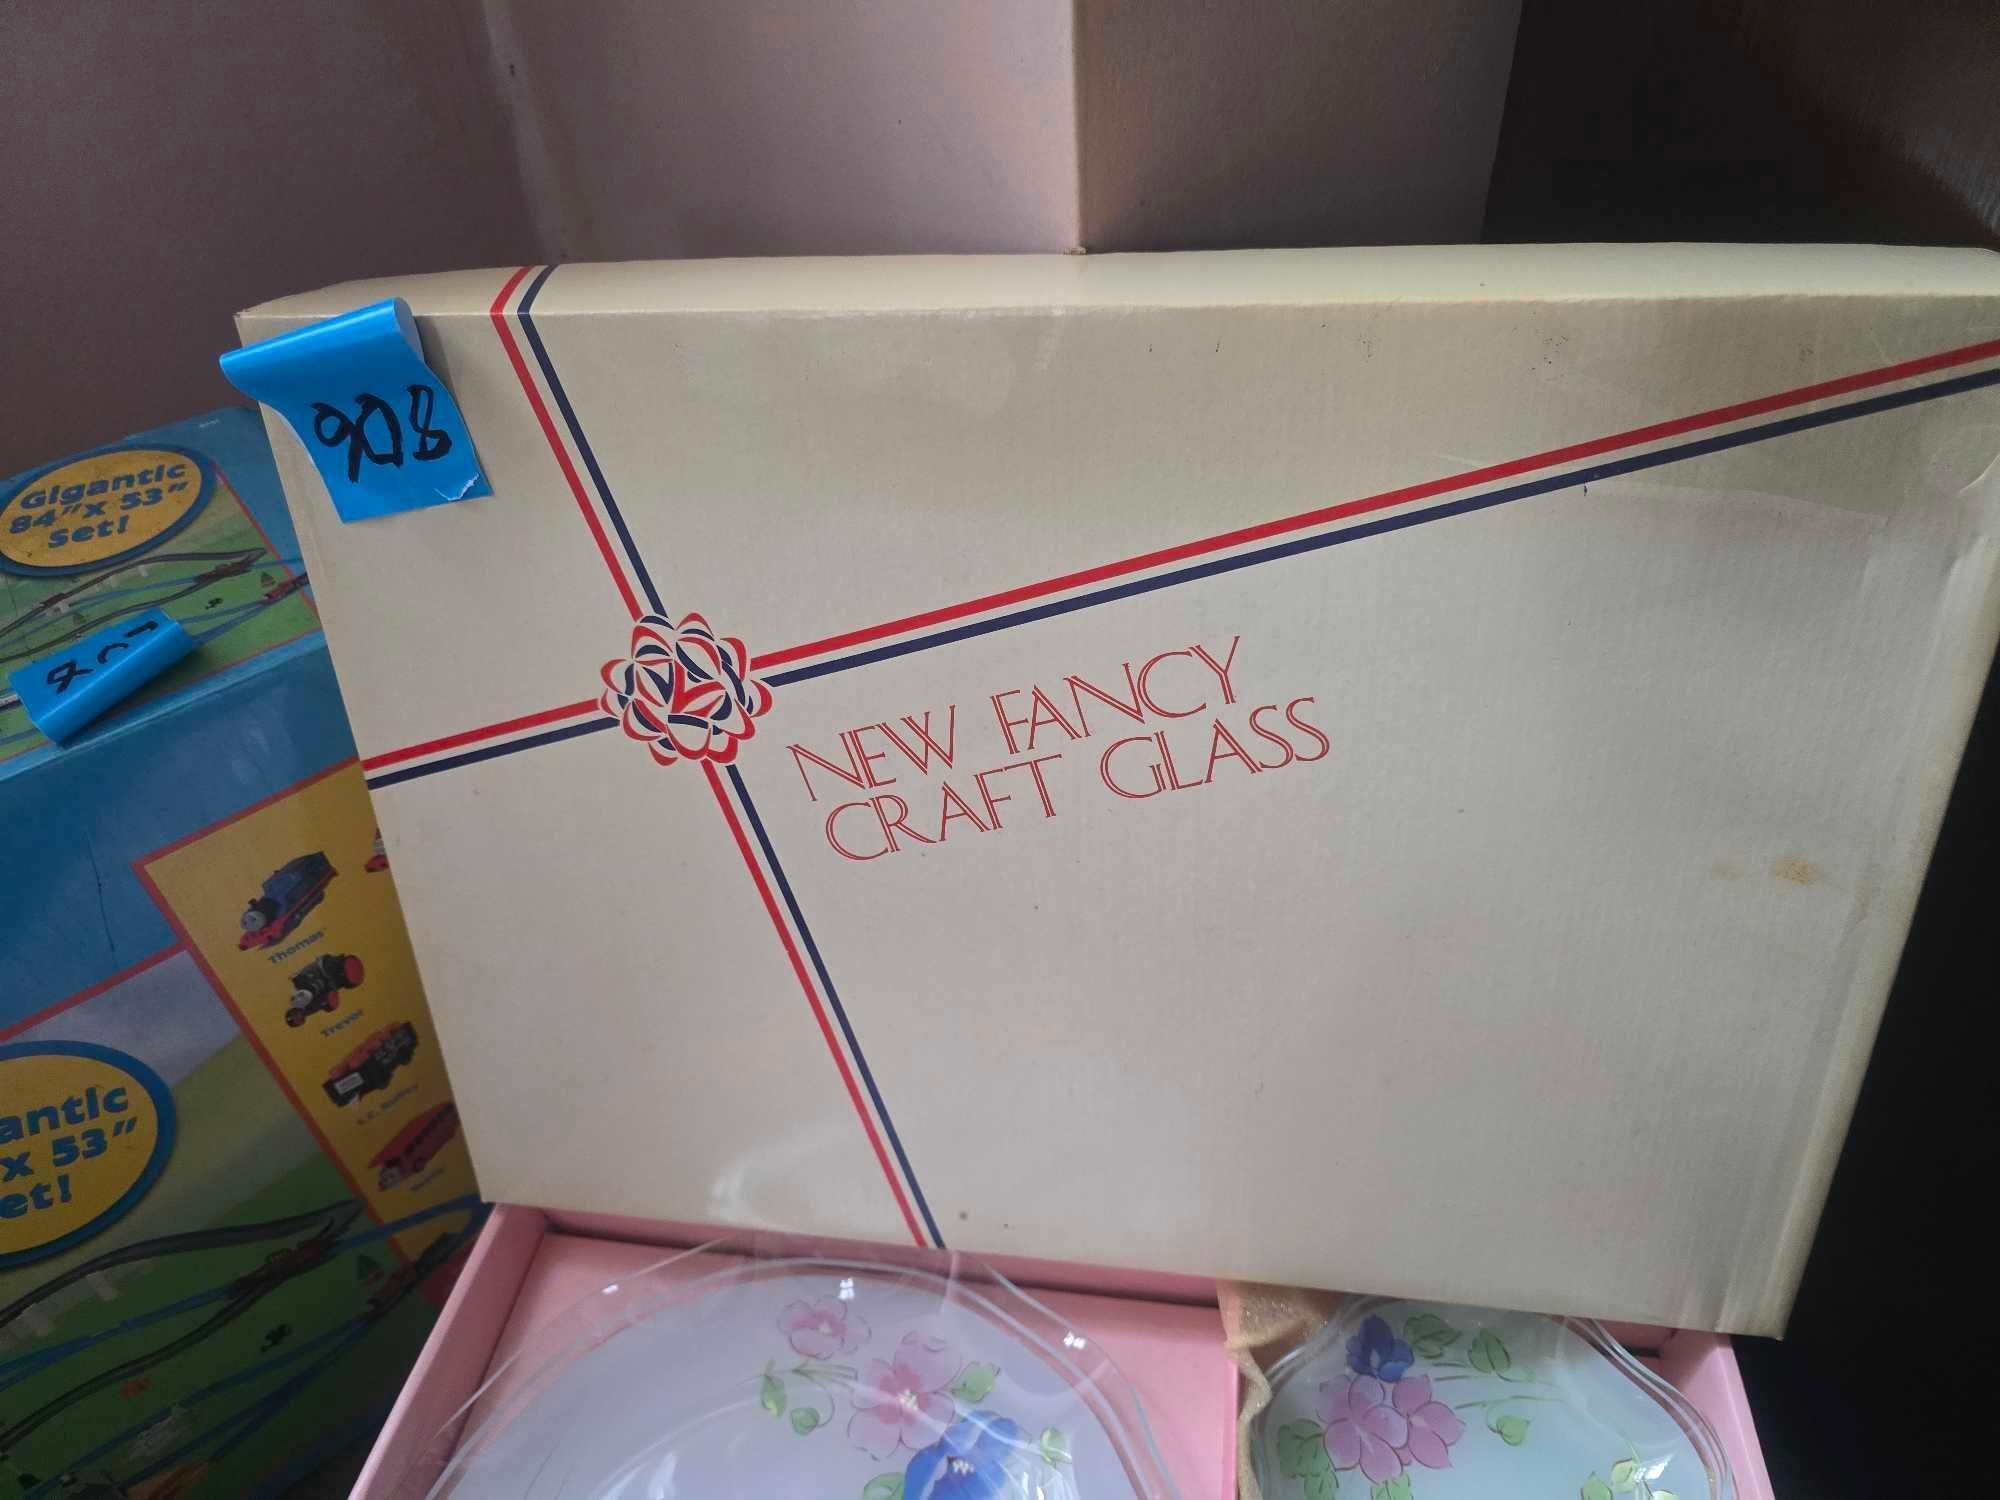 908
NEW FANCY
CRAFT GLASS
Gigantic
84"x 53"
Set!
Thomas
Trevor
antic
x 53"
et!